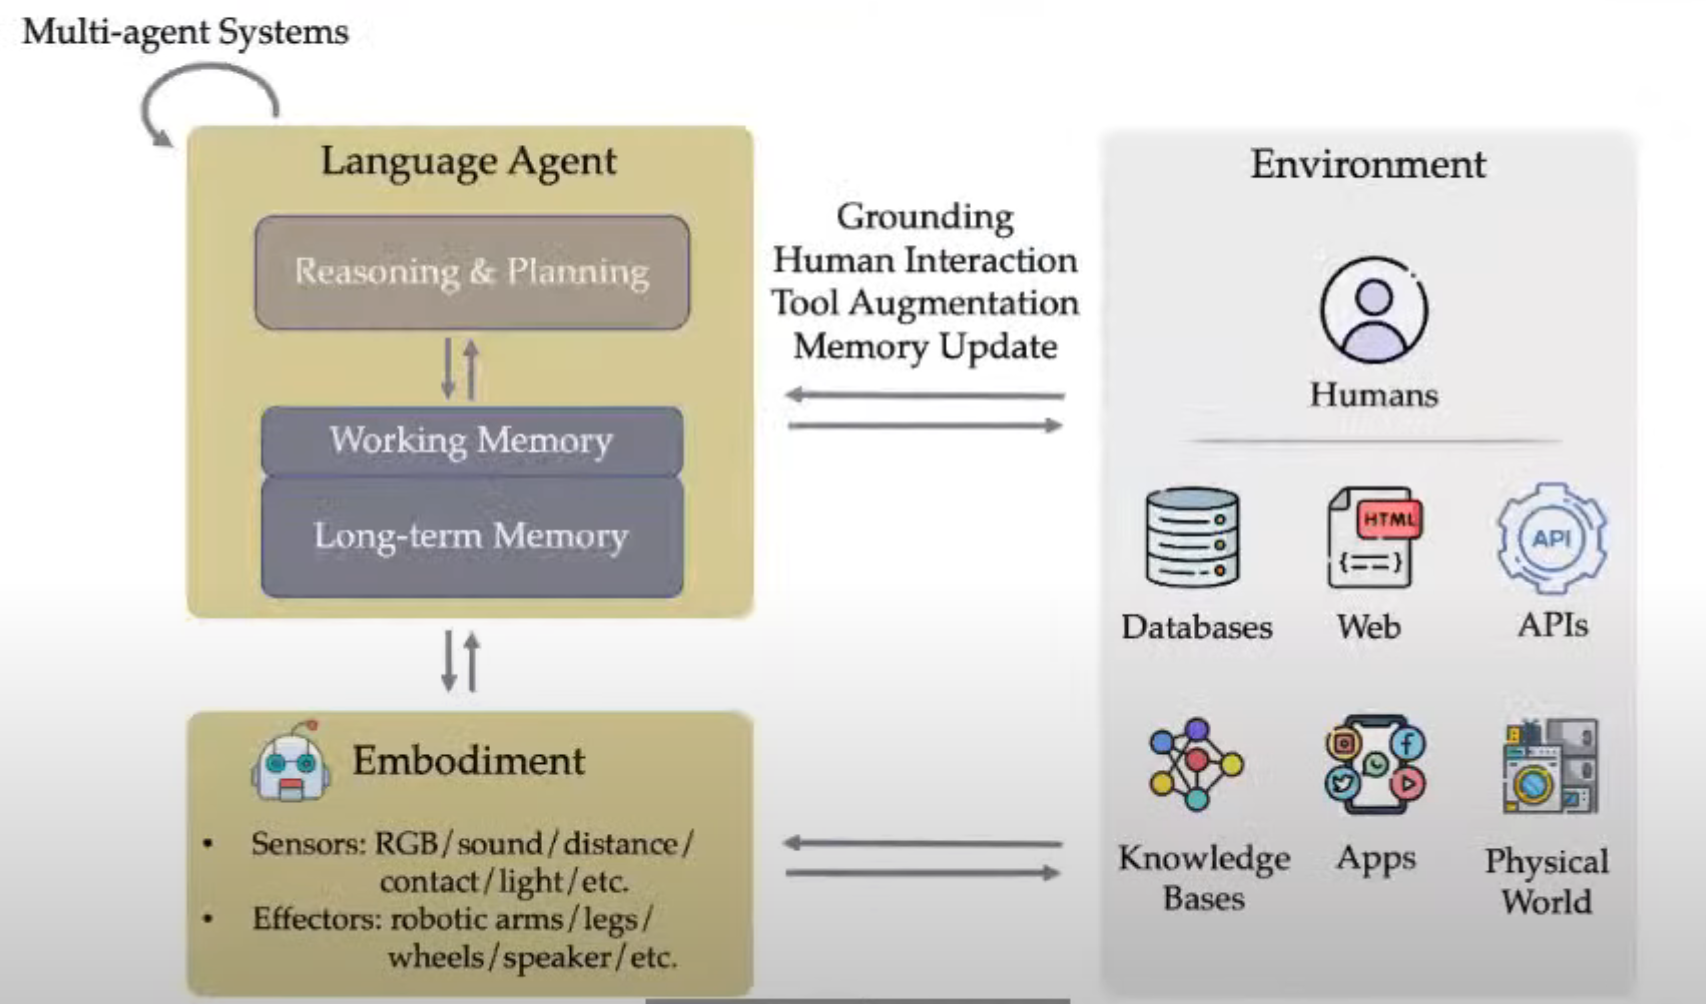 Multi-agent Systems
Language Agent
Reasoning & Planning
Working Memory
Long-term Memory
Grounding
Human Interaction
Tool Augmentation
Memory Update
Environment
Humans
HTML
{==}
API
Databases
Web
APIs
Knowledge
Bases
Apps
Physical
World
Embodiment
• Sensors: RGB/sound/distance/
contact/light/etc.
• Effectors: robotic arms/legs/
wheels/speaker/etc.